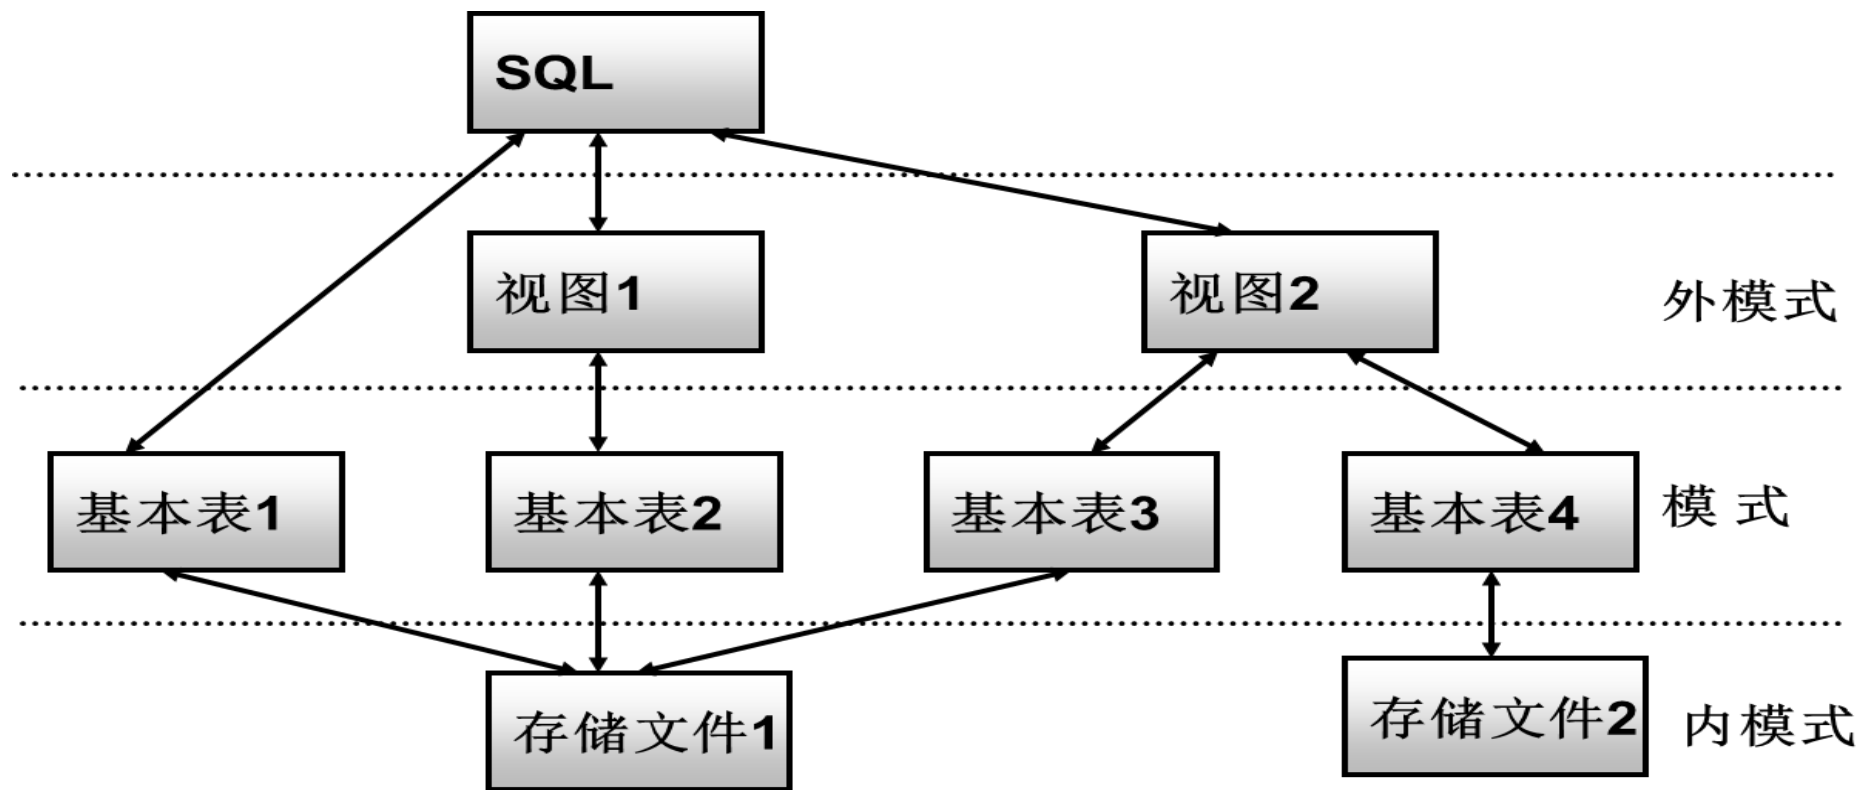 SQL
视图1
视图2
外模式
基本表1
基本表2
基本表3
基本表4
模 式
存储文件1
存储文件2
内模式